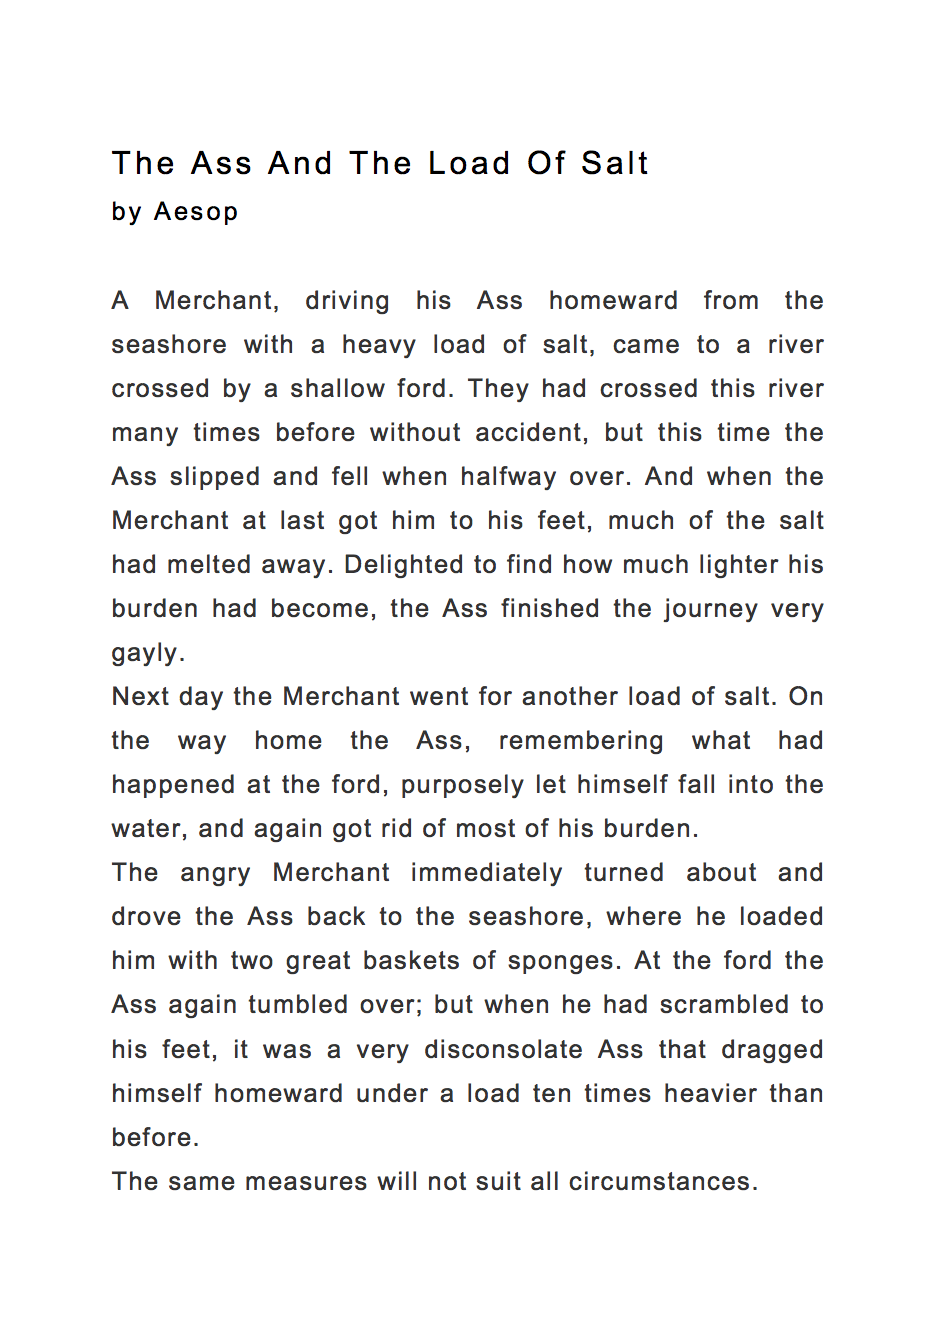 The Ass And The Load Of Salt
by Aesop
A Merchant, driving his Ass homeward from the
seashore with a heavy load of salt, came to a river
crossed by a shallow ford. They had crossed this river
many times before without accident, but this time the
Ass slipped and fell when halfway over. And when the
Merchant at last got him to his feet, much of the salt
had melted away. Delighted to find how much lighter his
burden had become, the Ass finished the journey very
gayly.
Next day the Merchant went for another load of salt. On
the way home the Ass, remembering what had
happened at the ford, purposely let himself fall into the
water, and again got rid of most of his burden.
The angry Merchant immediately turned about and
drove the Ass back to the seashore, where he loaded
him with two great baskets of sponges. At the ford the
Ass again tumbled over; but when he had scrambled to
his feet, it was a very disconsolate Ass that dragged
himself homeward under a load ten times heavier than
before.
The same measures will not suit all circumstances.